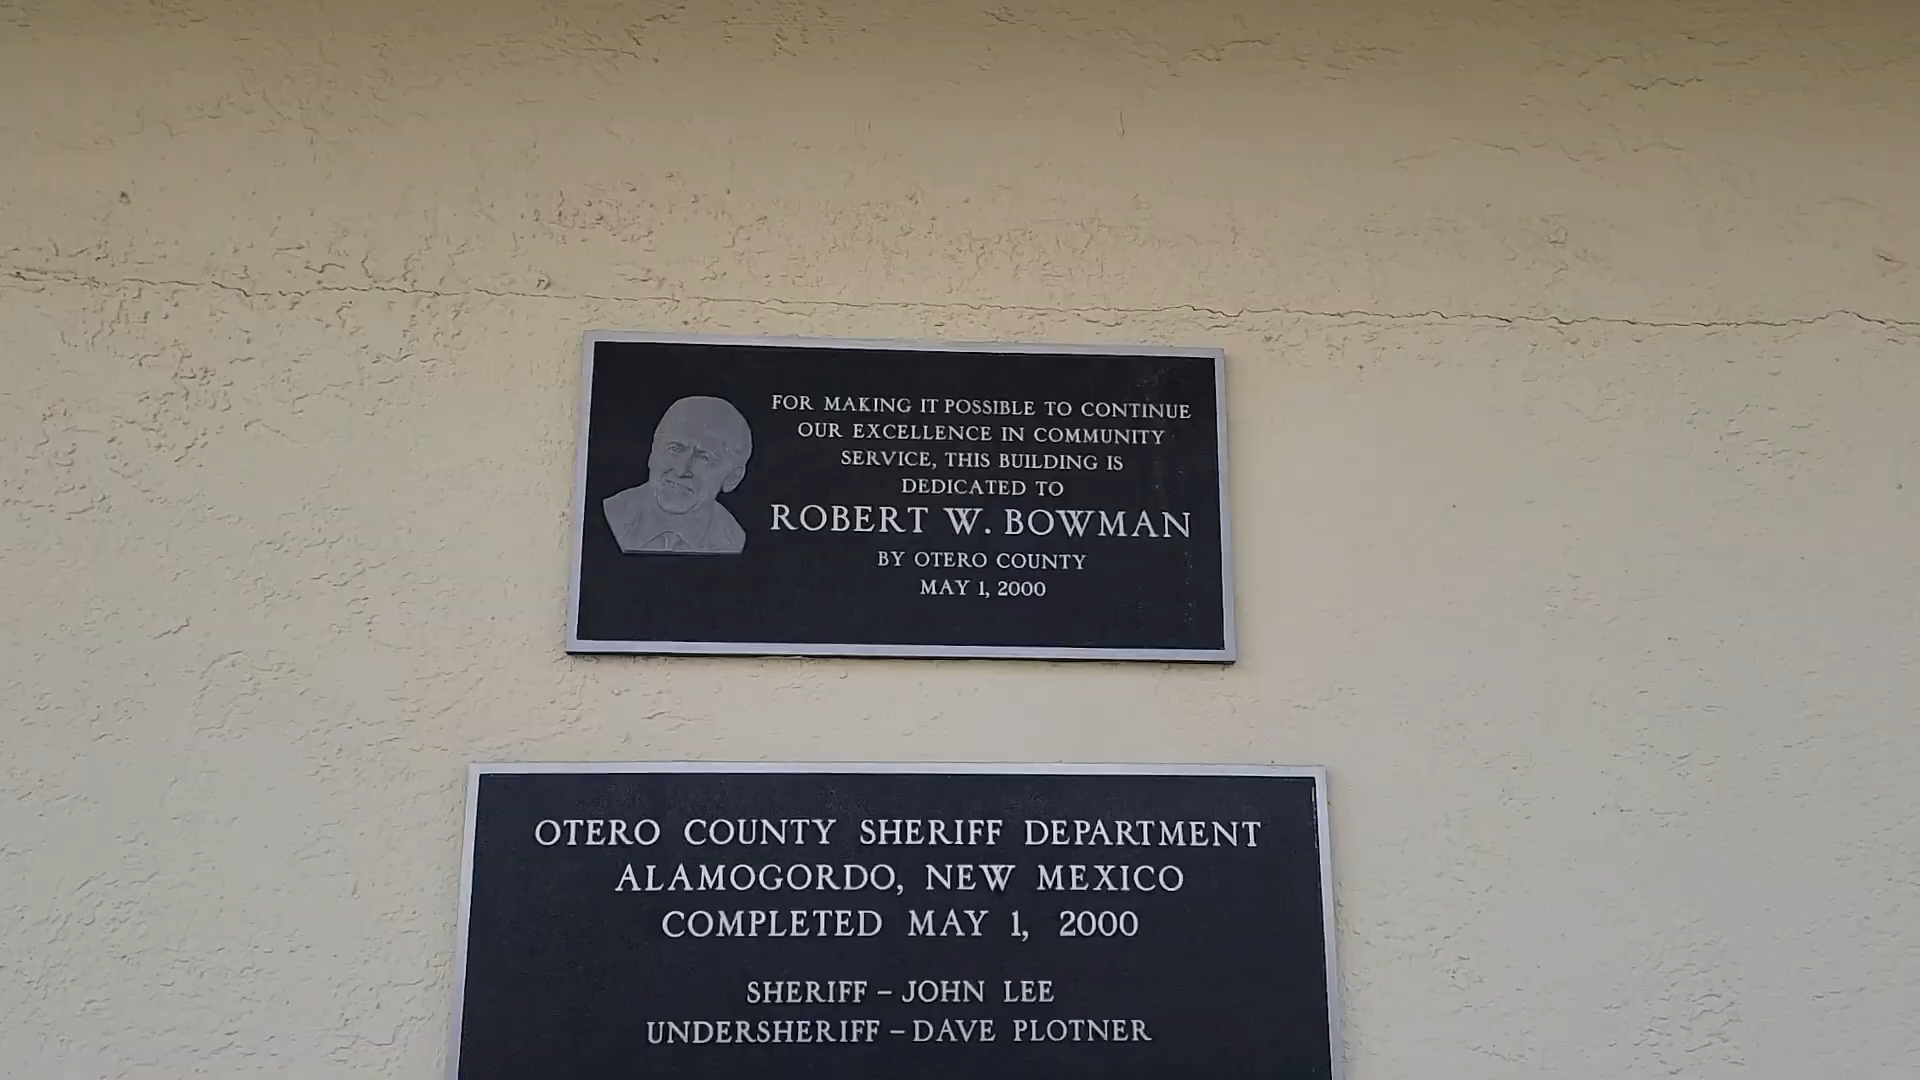 FOR MAKING IT POSSIBLE TO CONTINUE
OUR EXCELLENCE IN COMMUNITY
SERVICE, THIS BUILDING IS
DEDICATED TO
ROBERT W. BOWMAN
BY OTERO COUNTY
MAY 1, 2000
OTERO COUNTY SHERIFF DEPARTMENT
ALAMOGORDO, NEW MEXICO
COMPLETED MAY 1, 2000
SHERIFF – JOHN LEE
UNDERSHERIFF – DAVE PLOTNER